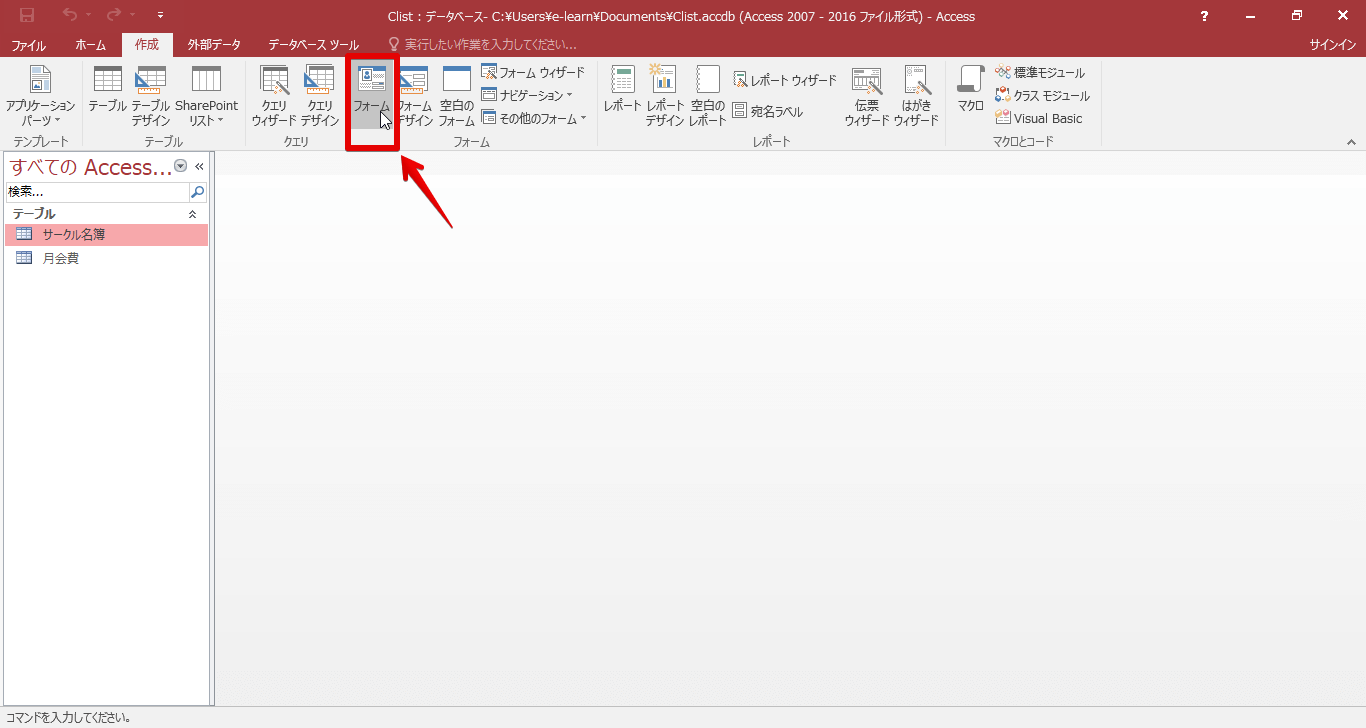 Clist : データベース- C:¥Users¥e-learn¥Documents¥Clist.accdb (Access 2007 - 2016 ファイル形式) - Access
?
ファイル ホーム 作成 外部データ データベース ツール 実行したい作業を入力してください... サインイン
アプリケーション パーツ
テンプレート
テーブル
テーブル デザイン
SharePoint リスト
テーブル
クエリ ウィザード
クエリ デザイン
クエリ
フォーム
フォーム デザイン
空白の フォーム
フォーム ウィザード
ナビゲーション
その他のフォーム
フォーム
レポート
レポート デザイン
空白の レポート
レポート ウィザード
宛名ラベル
伝票 ウィザード
はがき ウィザード
レポート
マクロ
標準モジュール
クラス モジュール
Visual Basic
マクロとコード
すべての Access...
検索...
テーブル
サークル名簿
月会費
コマンドを入力してください。